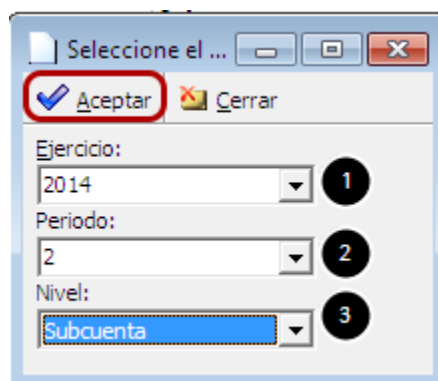 Seleccione el ...
Aceptar Cerrar
Ejercicio:
2014 1
Periodo:
2 2
Nivel:
Subcuenta 3